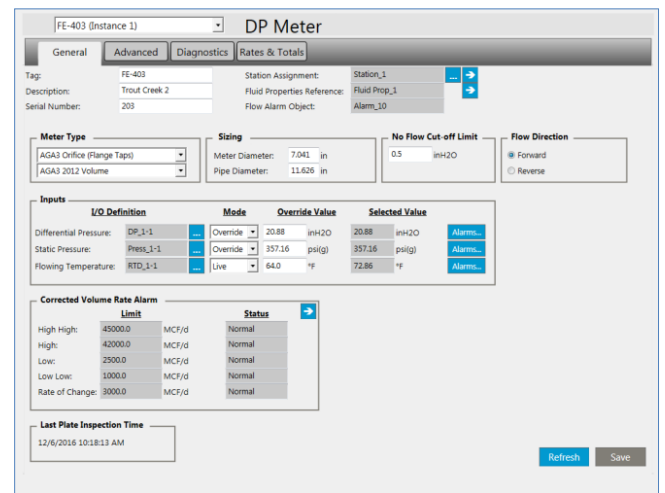 FE-403 (Instance 1) DP Meter
General Advanced Diagnostics Rates & Totals
Tag: FE-403 Station Assignment: Station_1 ...
Description: Trout Creek 2 Fluid Properties Reference: Fluid Prop_1
Serial Number: 203 Flow Alarm Object: Alarm_10
Meter Type Sizing No Flow Cut-off Limit Flow Direction
AGA3 Orifice (Flange Taps) Meter Diameter: 7.041 in 0.5 inH2O Forward
AGA3 2012 Volume Pipe Diameter: 11.626 in Reverse
Inputs
I/O Definition Mode Override Value Selected Value
Differential Pressure: DP_1-1 ... Override 20.88 inH2O 20.88 inH2O Alarms...
Static Pressure: Press_1-1 ... Override 357.16 psi(g) 357.16 psi(g) Alarms...
Flowing Temperature: RTD_1-1 ... Live 64.0 °F 72.86 °F Alarms...
Corrected Volume Rate Alarm
Limit Status
High High: 45000.0 MCF/d Normal
High: 42000.0 MCF/d Normal
Low: 2500.0 MCF/d Normal
Low Low: 1000.0 MCF/d Normal
Rate of Change: 3000.0 MCF/d Normal
Last Plate Inspection Time
12/6/2016 10:18:13 AM
Refresh Save